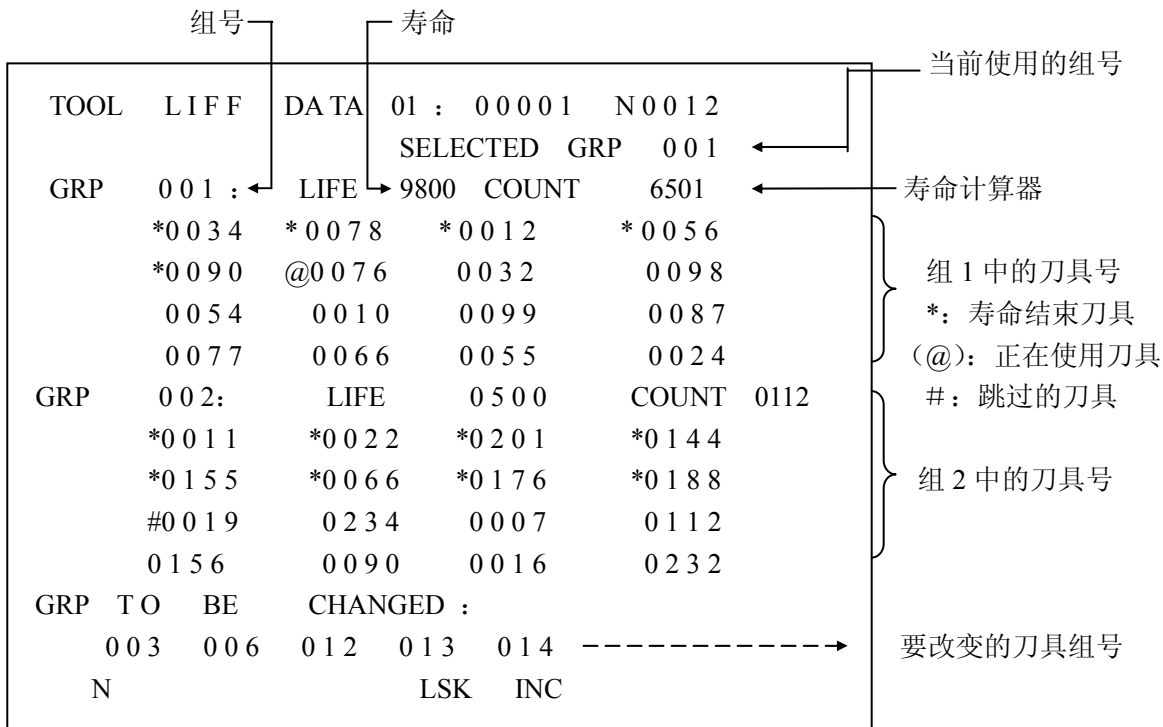 组号 寿命
当前使用的组号
TOOL LIFF DATA 01 : 00001 N0012
SELECTED GRP 001
GRP 001 : LIFE 9800 COUNT 6501 寿命计算器
*0034 *0078 *0012 *0056
*0090 @0076 0032 0098 组 1 中的刀具号
0054 0010 0099 0087 *：寿命结束刀具
0077 0066 0055 0024 （@）：正在使用刀具
GRP 002: LIFE 0500 COUNT 0112 ＃：跳过的刀具
*0011 *0022 *0201 *0144
*0155 *0066 *0176 *0188 组 2 中的刀具号
#0019 0234 0007 0112
0156 0090 0016 0232
GRP TO BE CHANGED :
003 006 012 013 014 要改变的刀具组号
N LSK INC